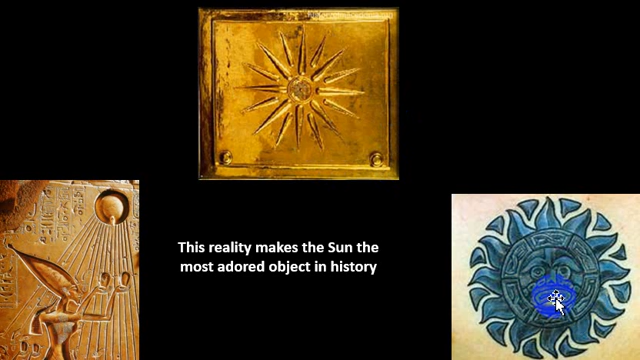 This reality makes the Sun the
most adored object in history